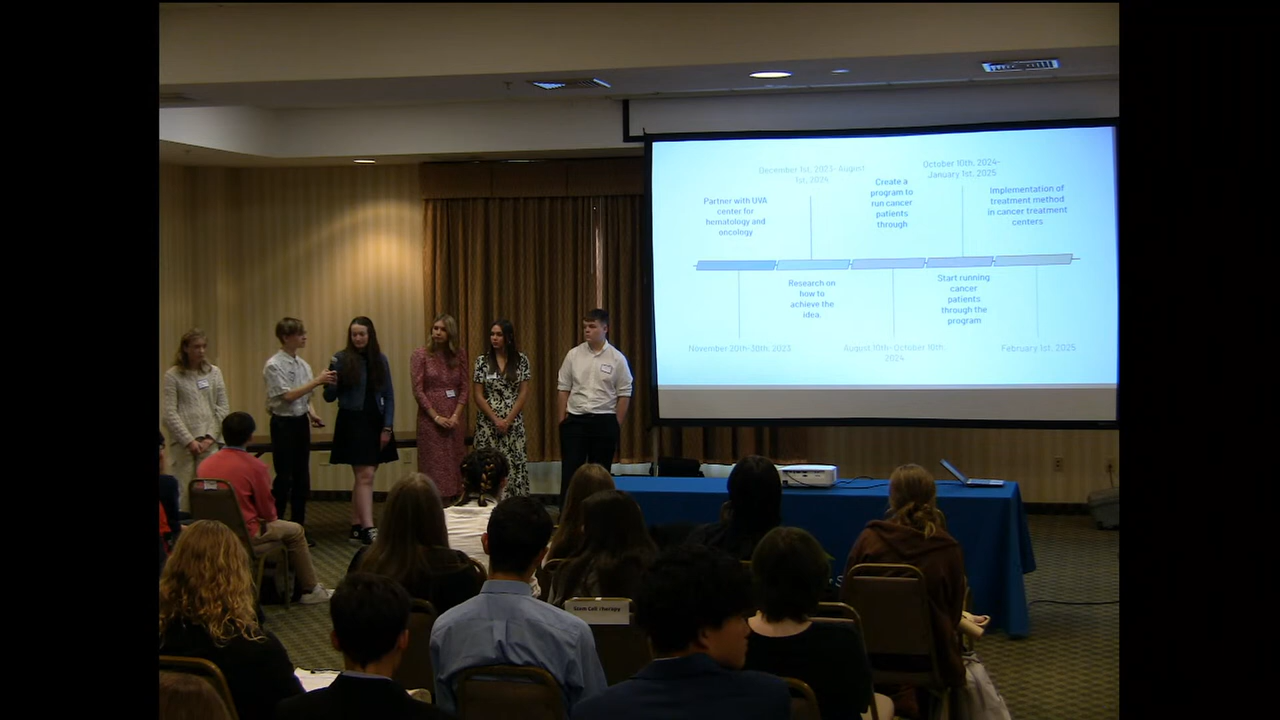 December 1st, 2023- August
1st, 2024
October 10th, 2024-
January 1st, 2025
Partner with UVA
center for
hematology and
oncology
Create a
program to
run cancer
patients
through
Implementation of
treatment method
in cancer treatment
centers
Research on
how to
achieve the
idea.
Start running
cancer
patients
through the
program
November 20th-30th, 2023
August 10th- October 10th,
2024
February 1st, 2025
Stem Cell Therapy